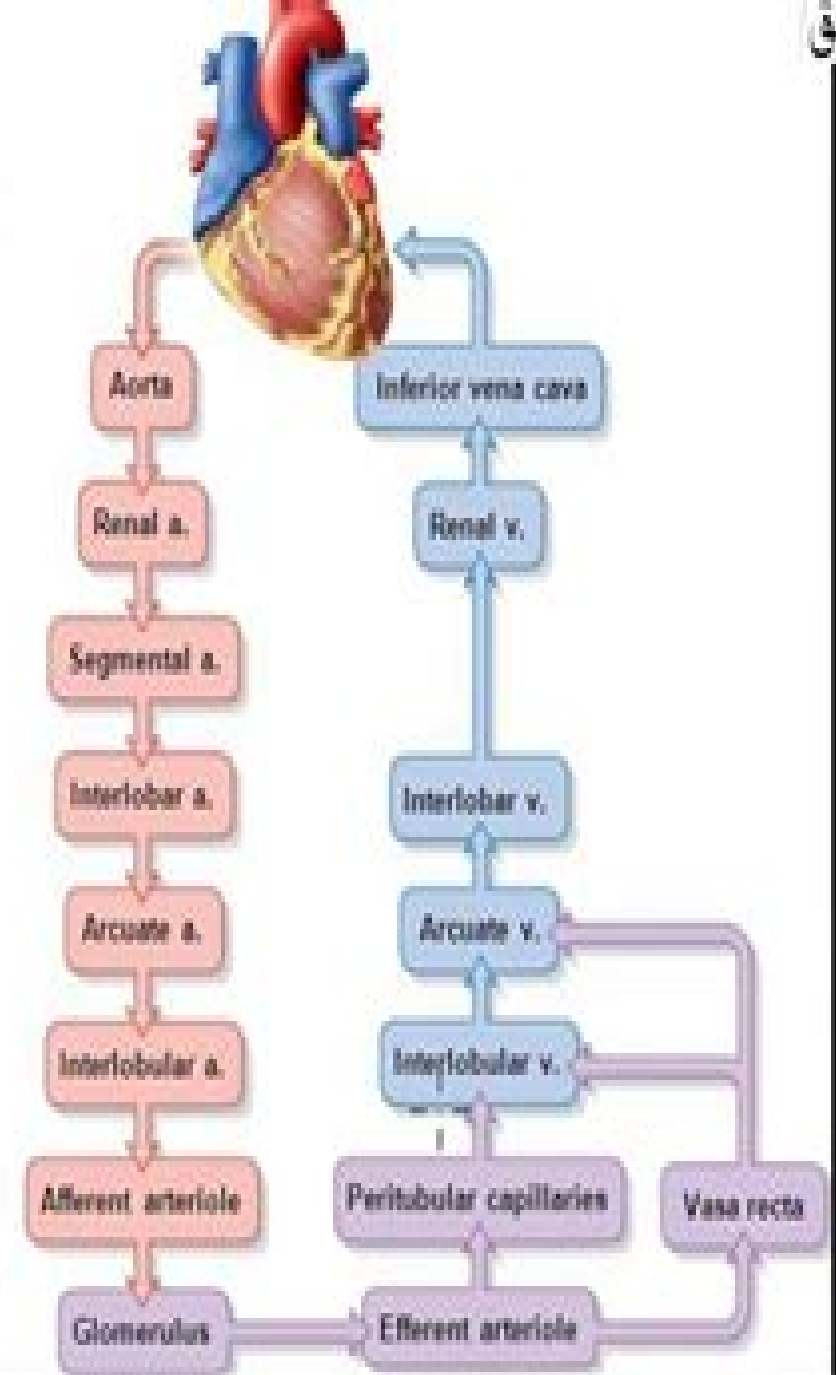 Aorta
Inferior vena cava
Renal a.
Renal v.
Segmental a.
Interlobar a.
Interlobar v.
Arcuate a.
Arcuate v.
Interlobular a.
Interlobular v.
Afferent arteriole
Peritubular capillaries
Vasa recta
Glomerulus
Efferent arteriole